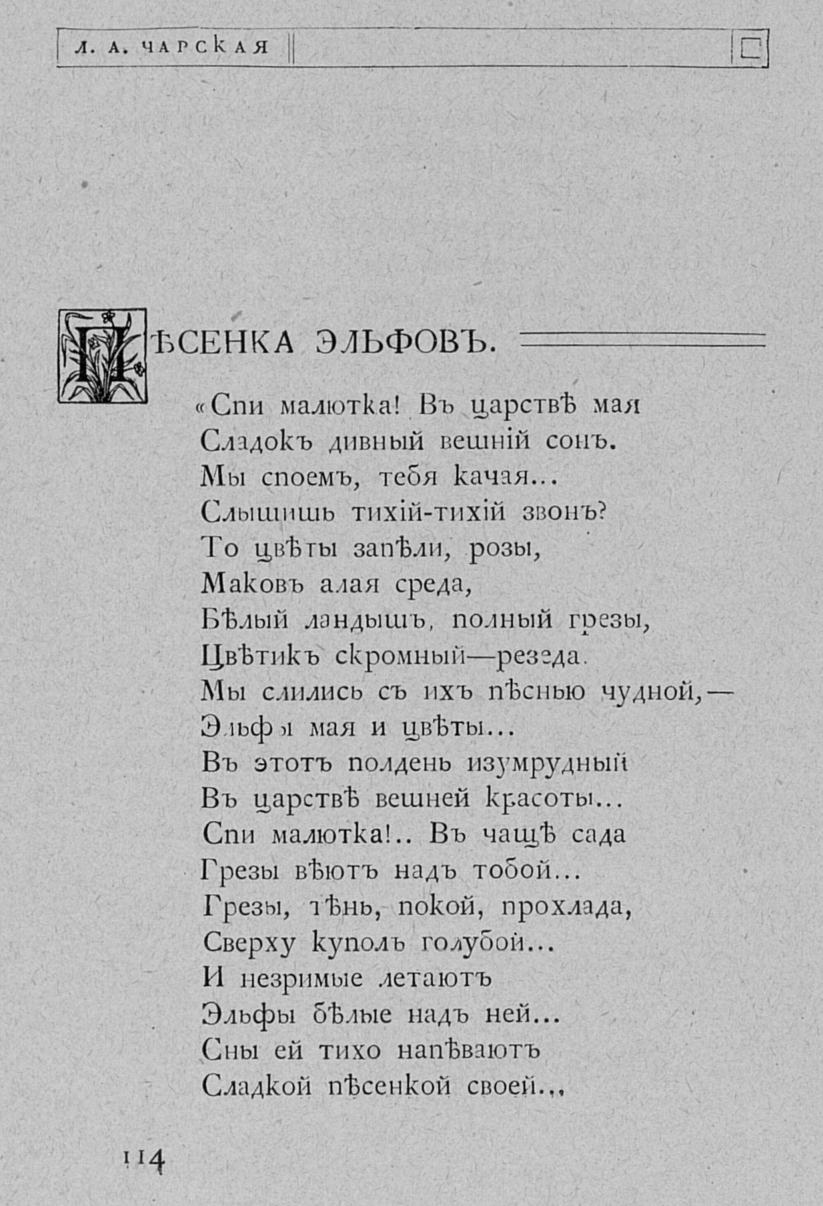 Л. А. ЧАРСКАЯ
ПѢСЕНКА ЭЛЬФОВЪ.
«Спи малютка! Въ царствѣ мая
Сладокъ дивный вешній сонъ.
Мы споемъ, тебя качая...
Слышишь тихій-тихій звонъ?
То цвѣты запѣли, розы,
Маковъ алая среда,
Бѣлый ландышъ, полный грезы,
Цвѣтикъ скромный—резеда.
Мы слились съ ихъ пѣснью чудной,—
Эльфы мая и цвѣты...
Въ этотъ полдень изумрудный
Въ царствѣ вешней красоты...
Спи малютка!.. Въ чащѣ сада
Грезы вѣютъ надъ тобой...
Грезы, тѣнь, покой, прохлада,
Сверху куполъ голубой...
И незримые летаютъ
Эльфы бѣлые надъ ней...
Сны ей тихо напѣваютъ
Сладкой пѣсенкой своей...
114